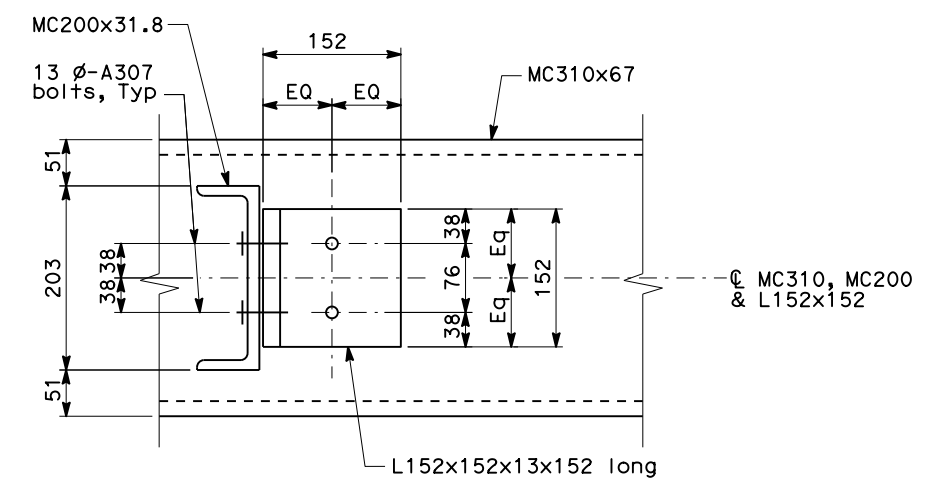 MC200x31.8
13 Ø-A307
bolts, Typ
152
EQ EQ
MC310x67
51
203
51
38
38
38
76
38
Eq
Eq
152
℄ MC310, MC200
& L152x152
L152x152x13x152 long